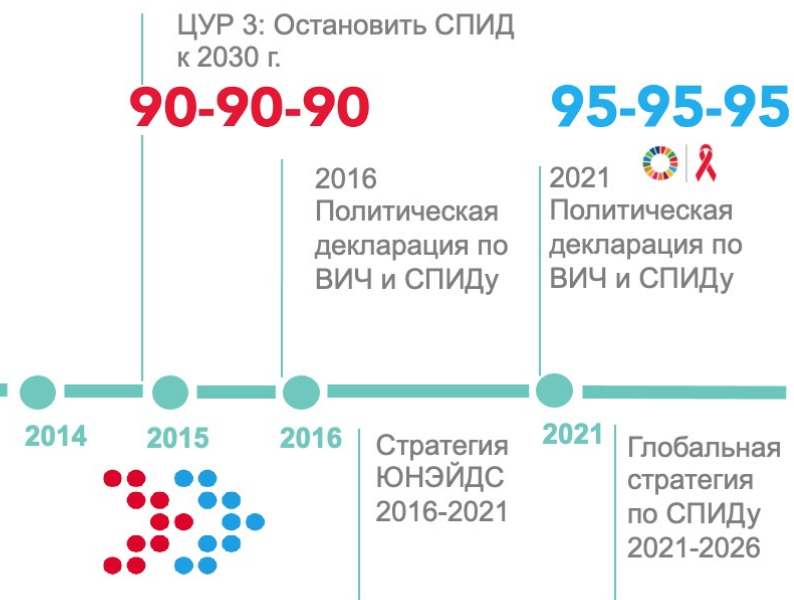 ЦУР 3: Остановить СПИД
к 2030 г.
90-90-90
95-95-95
2016
Политическая
декларация по
ВИЧ и СПИДу
2021
Политическая
декларация по
ВИЧ и СПИДу
2014
2015
2016
2021
Стратегия
ЮНЭЙДС
2016-2021
Глобальная
стратегия
по СПИДу
2021-2026